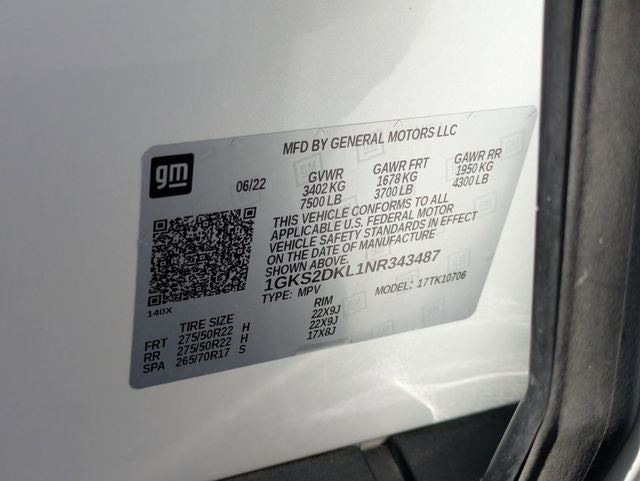 MFD BY GENERAL MOTORS LLC
gm
06/22
GVWR GAWR FRT GAWR RR
3402 KG 1678 KG 1950 KG
7500 LB 3700 LB 4300 LB
THIS VEHICLE CONFORMS TO ALL
APPLICABLE U.S. FEDERAL MOTOR
VEHICLE SAFETY STANDARDS IN EFFECT
ON THE DATE OF MANUFACTURE
SHOWN ABOVE.
1GKS2DKL1NR343487
TYPE: MPV MODEL: 17TK10706
140X
TIRE SIZE RIM
FRT 275/50R22 H 22X9J
RR 275/50R22 H 22X9J
SPA 265/70R17 S 17X8J